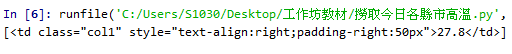 In [6]: runfile('C:/Users/S1030/Desktop/工作坊教材/撈取今日各縣市高溫.py',
[<td class="col1" style="text-align:right;padding-right:50px">27.8</td>]